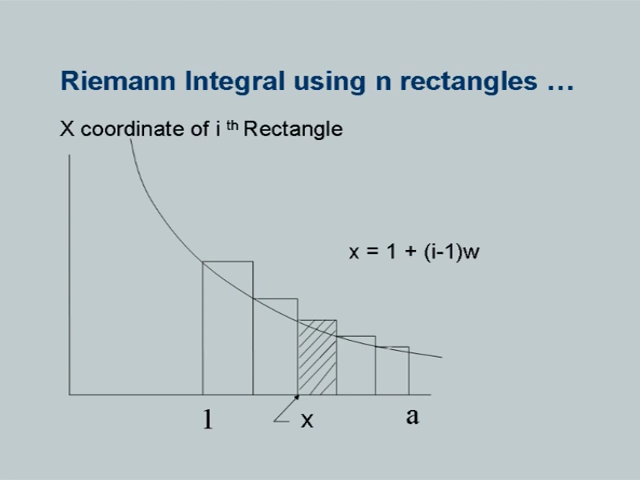 Riemann Integral using n rectangles …
X coordinate of i th Rectangle
x = 1 + (i-1)w
1 x a